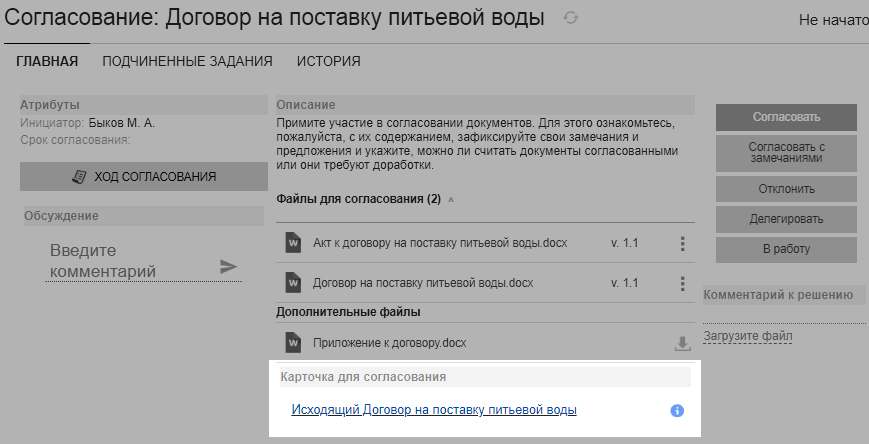 Согласование: Договор на поставку питьевой воды
Не начато
ГЛАВНАЯ
ПОДЧИНЕННЫЕ ЗАДАНИЯ
ИСТОРИЯ
Атрибуты
Инициатор: Быков М. А.
Срок согласования:
ХОД СОГЛАСОВАНИЯ
Обсуждение
Введите
комментарий
Описание
Примите участие в согласовании документов. Для этого ознакомьтесь,
пожалуйста, с их содержанием, зафиксируйте свои замечания и
предложения и укажите, можно ли считать документы согласованными
или они требуют доработки.
Файлы для согласования (2)
W Акт к договору на поставку питьевой воды.docx v. 1.1
W Договор на поставку питьевой воды.docx v. 1.1
Дополнительные файлы
W Приложение к договору.docx
Карточка для согласования
Исходящий Договор на поставку питьевой воды
Согласовать
Согласовать с
замечаниями
Отклонить
Делегировать
В работу
Комментарий к решению
Загрузите файл